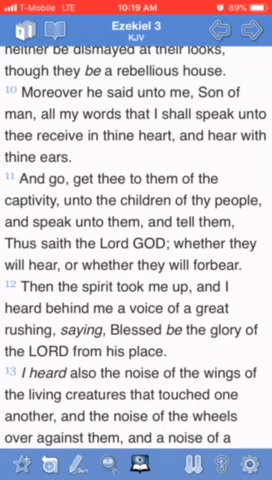 T-Mobile LTE 10:19 AM 89%
Ezekiel 3
KJV
neither be dismayed at their looks,
though they be a rebellious house.
10 Moreover he said unto me, Son of
man, all my words that I shall speak unto
thee receive in thine heart, and hear with
thine ears.
11 And go, get thee to them of the
captivity, unto the children of thy people,
and speak unto them, and tell them,
Thus saith the Lord GOD; whether they
will hear, or whether they will forbear.
12 Then the spirit took me up, and I
heard behind me a voice of a great
rushing, saying, Blessed be the glory of
the LORD from his place.
13 I heard also the noise of the wings of
the living creatures that touched one
another, and the noise of the wheels
over against them, and a noise of a